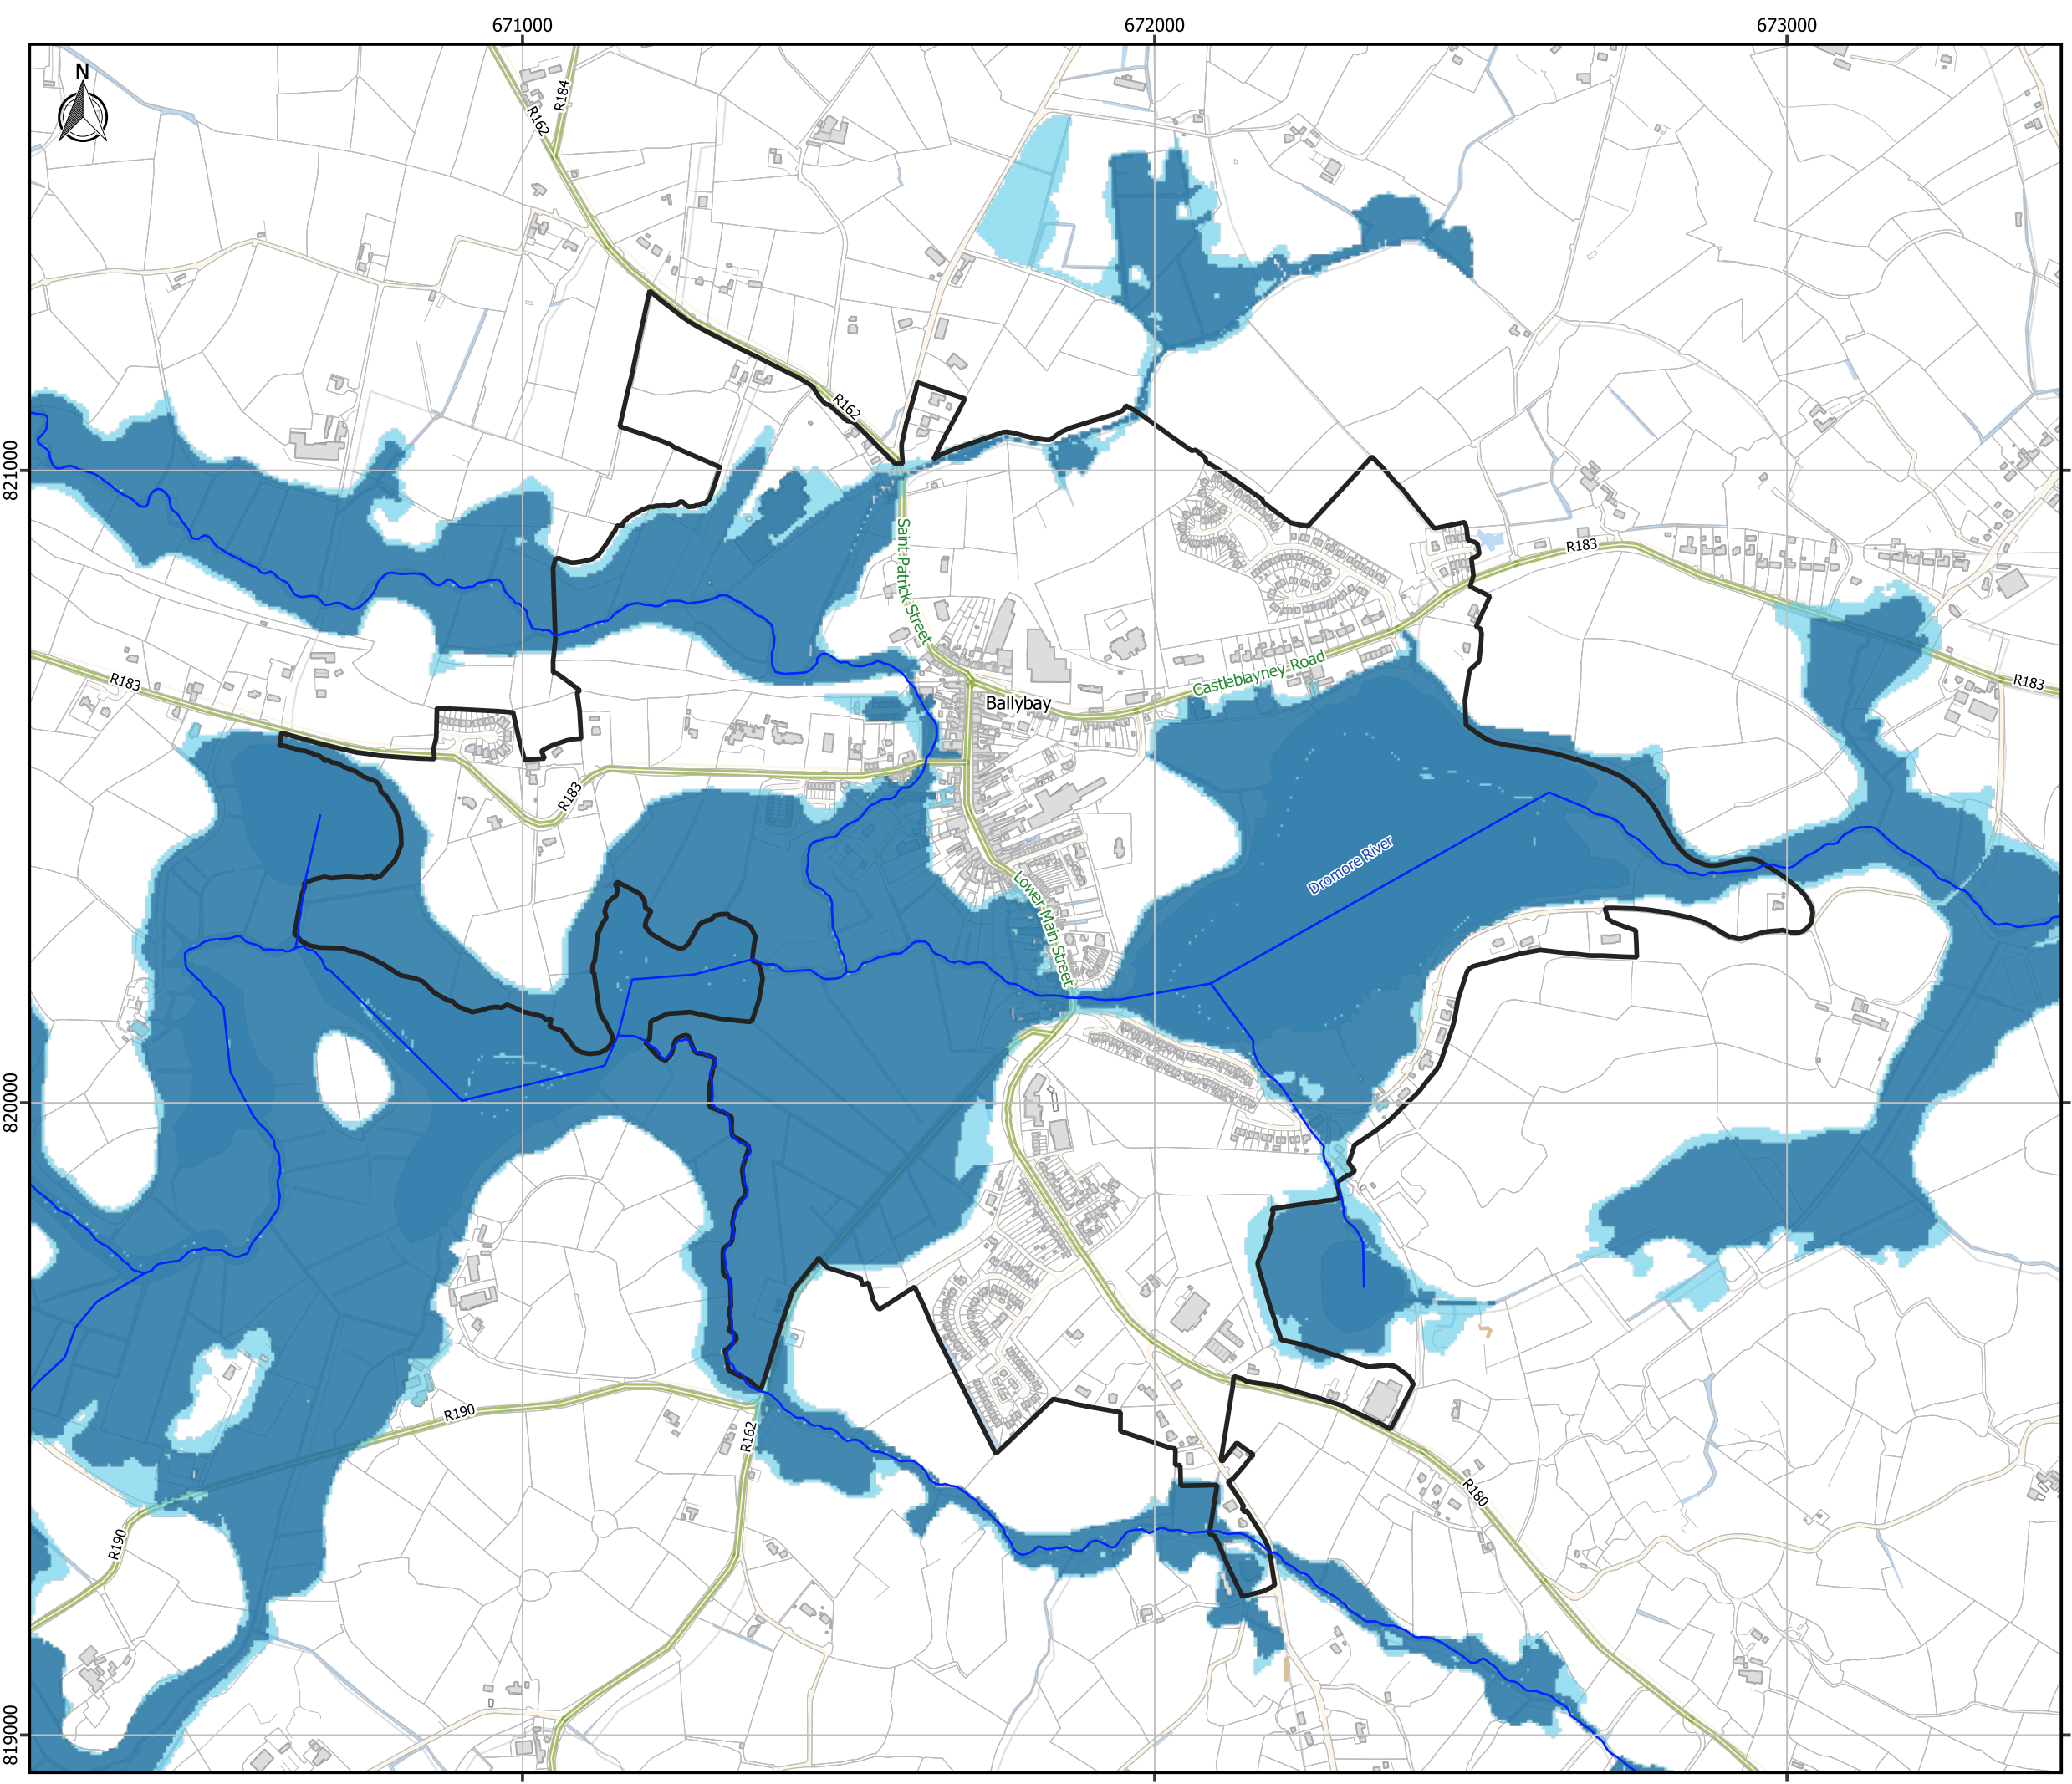 671000
672000
673000
N
R184
R162
821000
R162
Saint Patrick Street
R183
R183
Castleblayney Road
R183
R183
Ballybay
R183
Dromore River
Lower Main Street
820000
R190
R162
R180
R190
819000